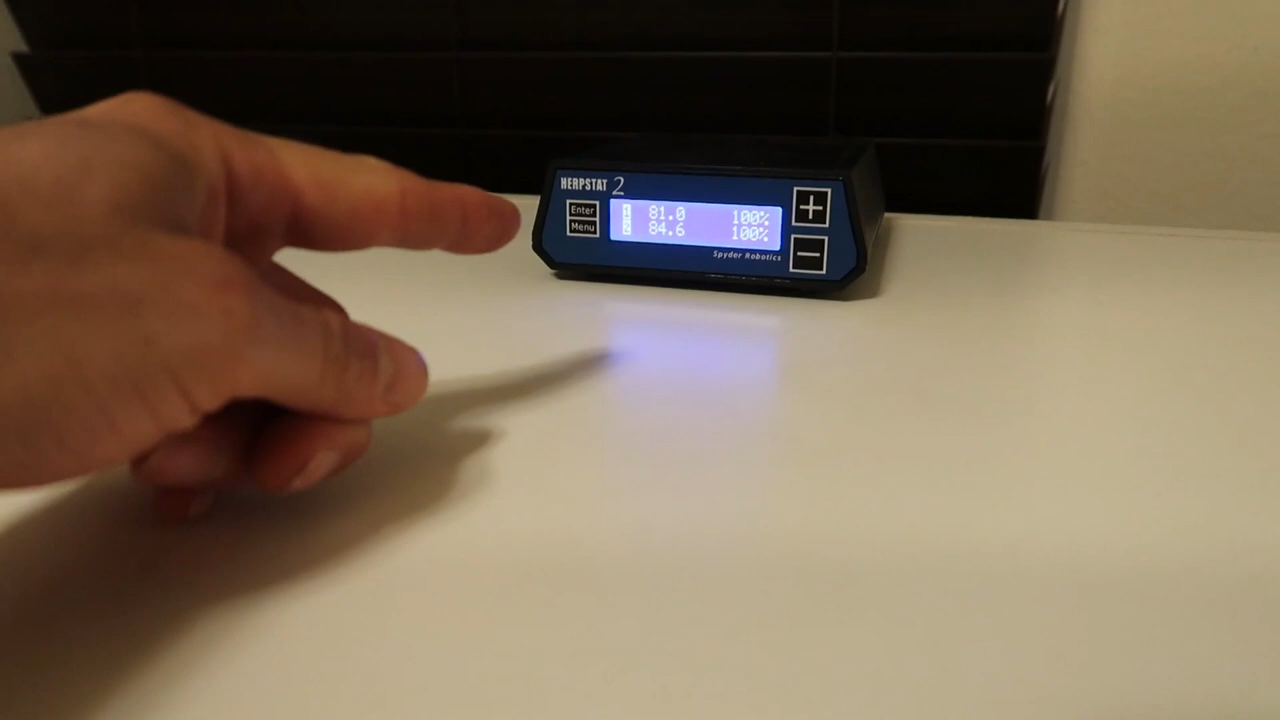 HERPSTAT 2
Enter
Menu
1 81.0 100%
2 84.6 100%
+
−
Spyder Robotics